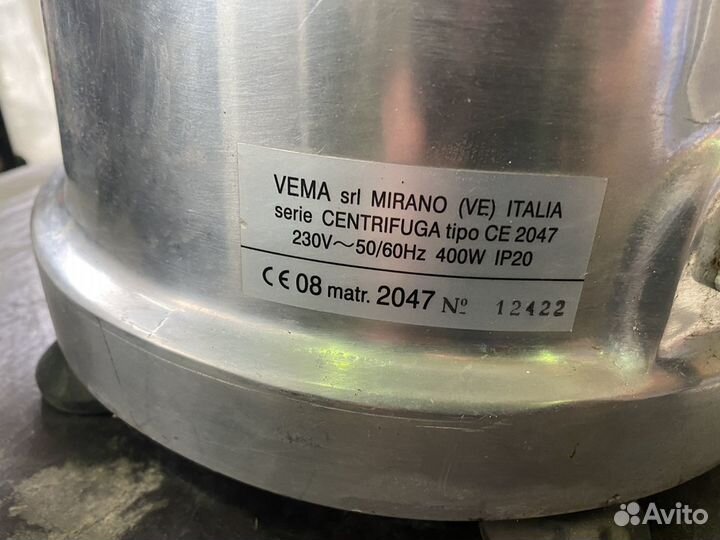 VEMA srl MIRANO (VE) ITALIA
serie CENTRIFUGA tipo CE 2047
230V~50/60Hz 400W IP20
CE 08 matr. 2047 No 12422
Avito